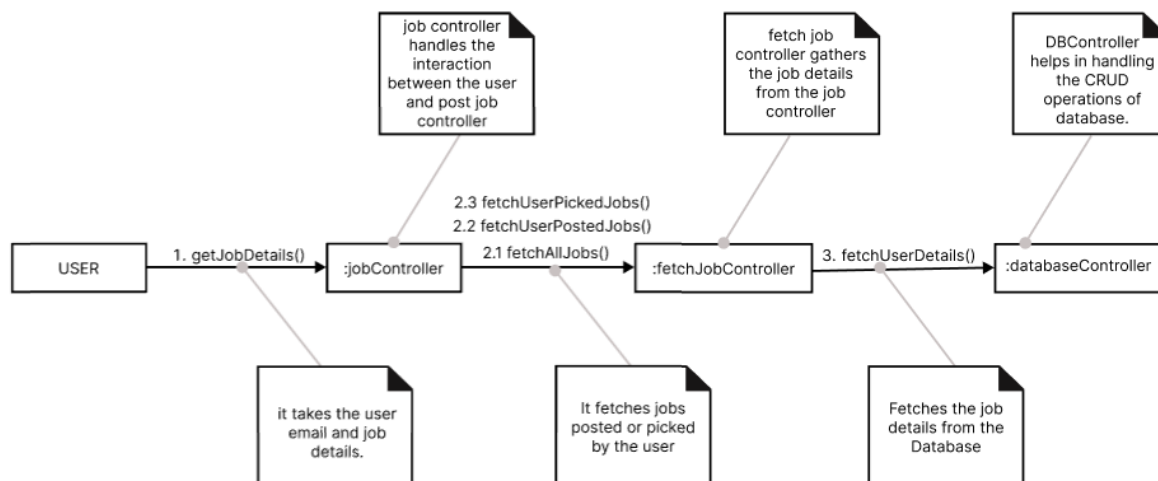 job controller
handles the
interaction
between the user
and post job
controller
fetch job
controller gathers
the job details
from the job
controller
DBController
helps in handling
the CRUD
operations of
database.
2.3 fetchUserPickedJobs()
2.2 fetchUserPostedJobs()
USER
1. getJobDetails()
:jobController
2.1 fetchAllJobs()
:fetchJobController
3. fetchUserDetails()
:databaseController
it takes the user
email and job
details.
It fetches jobs
posted or picked
by the user
Fetches the job
details from the
Database